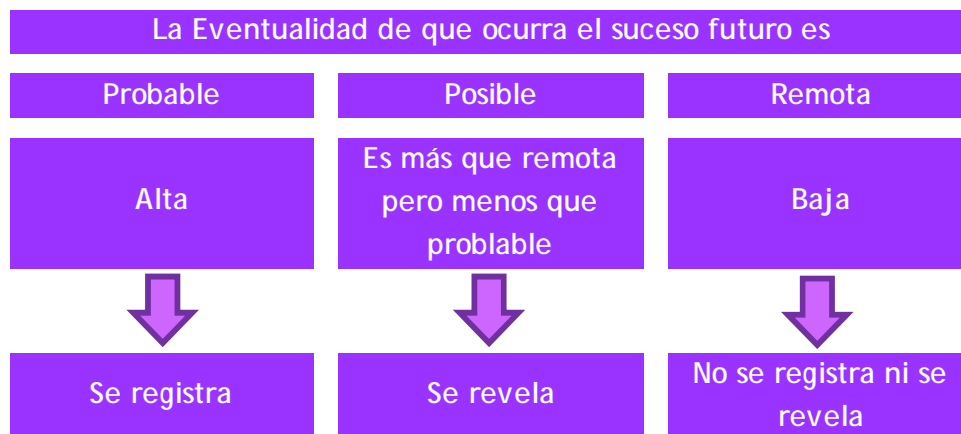 La Eventualidad de que ocurra el suceso futuro es
Probable
Posible
Remota
Alta
Es más que remota
pero menos que
problable
Baja
Se registra
Se revela
No se registra ni se
revela